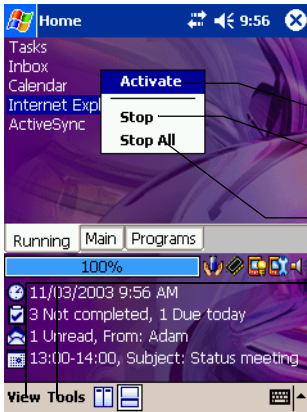 Home 9:56
Tasks
Inbox
Calendar
Internet Expl
ActiveSync
Activate
Stop
Stop All
Running Main Programs
100%
11/03/2003 9:56 AM
3 Not completed, 1 Due today
1 Unread, From: Adam
13:00-14:00, Subject: Status meeting
View Tools